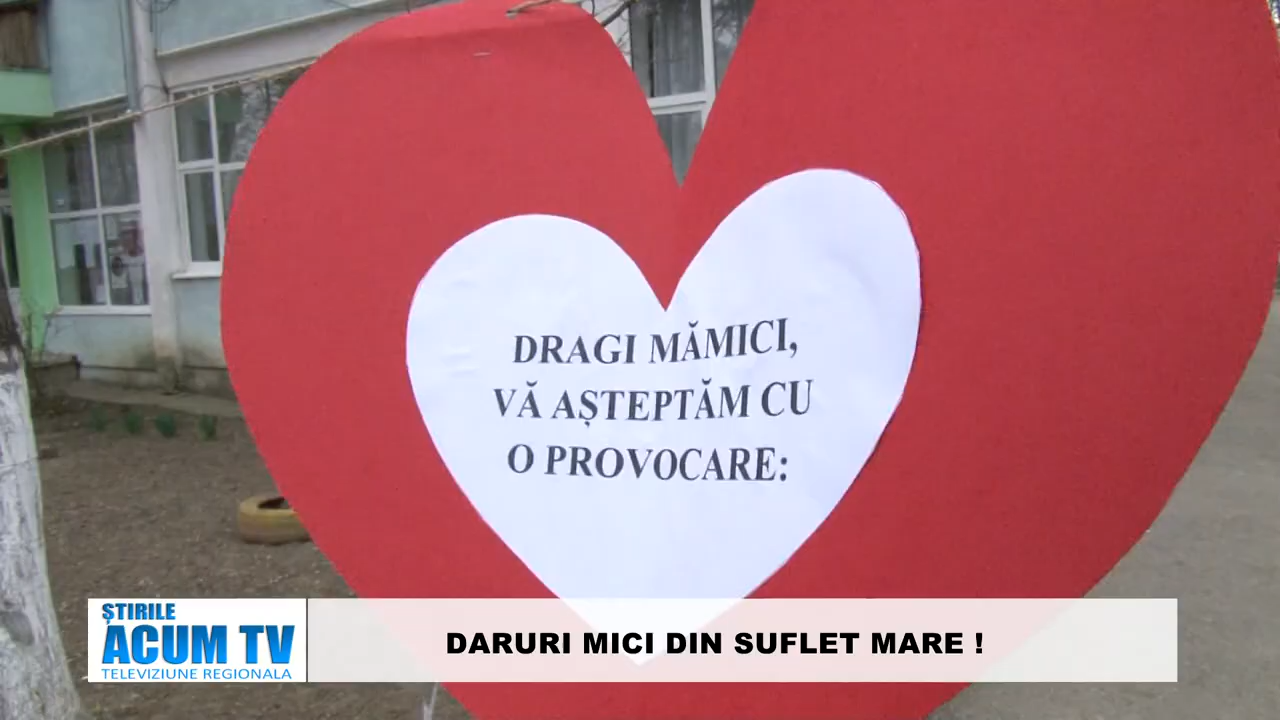 DRAGI MĂMICI,
VĂ AȘTEPTĂM CU
O PROVOCARE:
ȘTIRILE
ACUM TV
TELEVIZIUNE REGIONALA
DARURI MICI DIN SUFLET MARE !